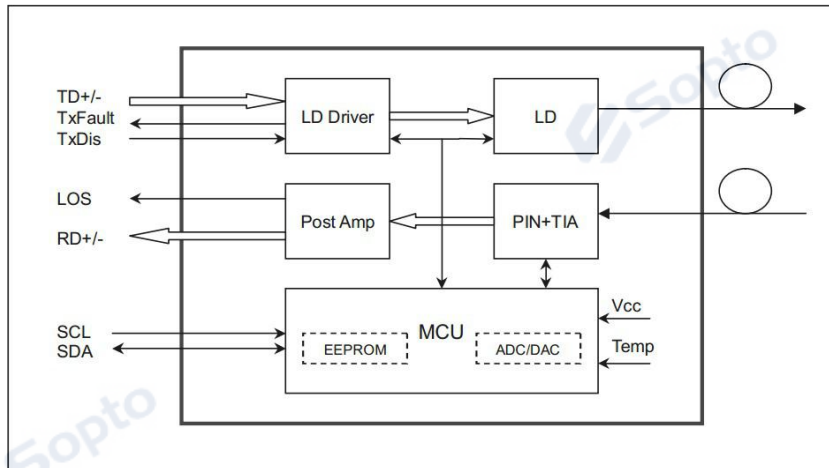 Sopto
TD+/-
TxFault
TxDis
LD Driver
LD
LOS
RD+/-
Post Amp
PIN+TIA
SCL
SDA
MCU
EEPROM
ADC/DAC
Vcc
Temp
Sopto